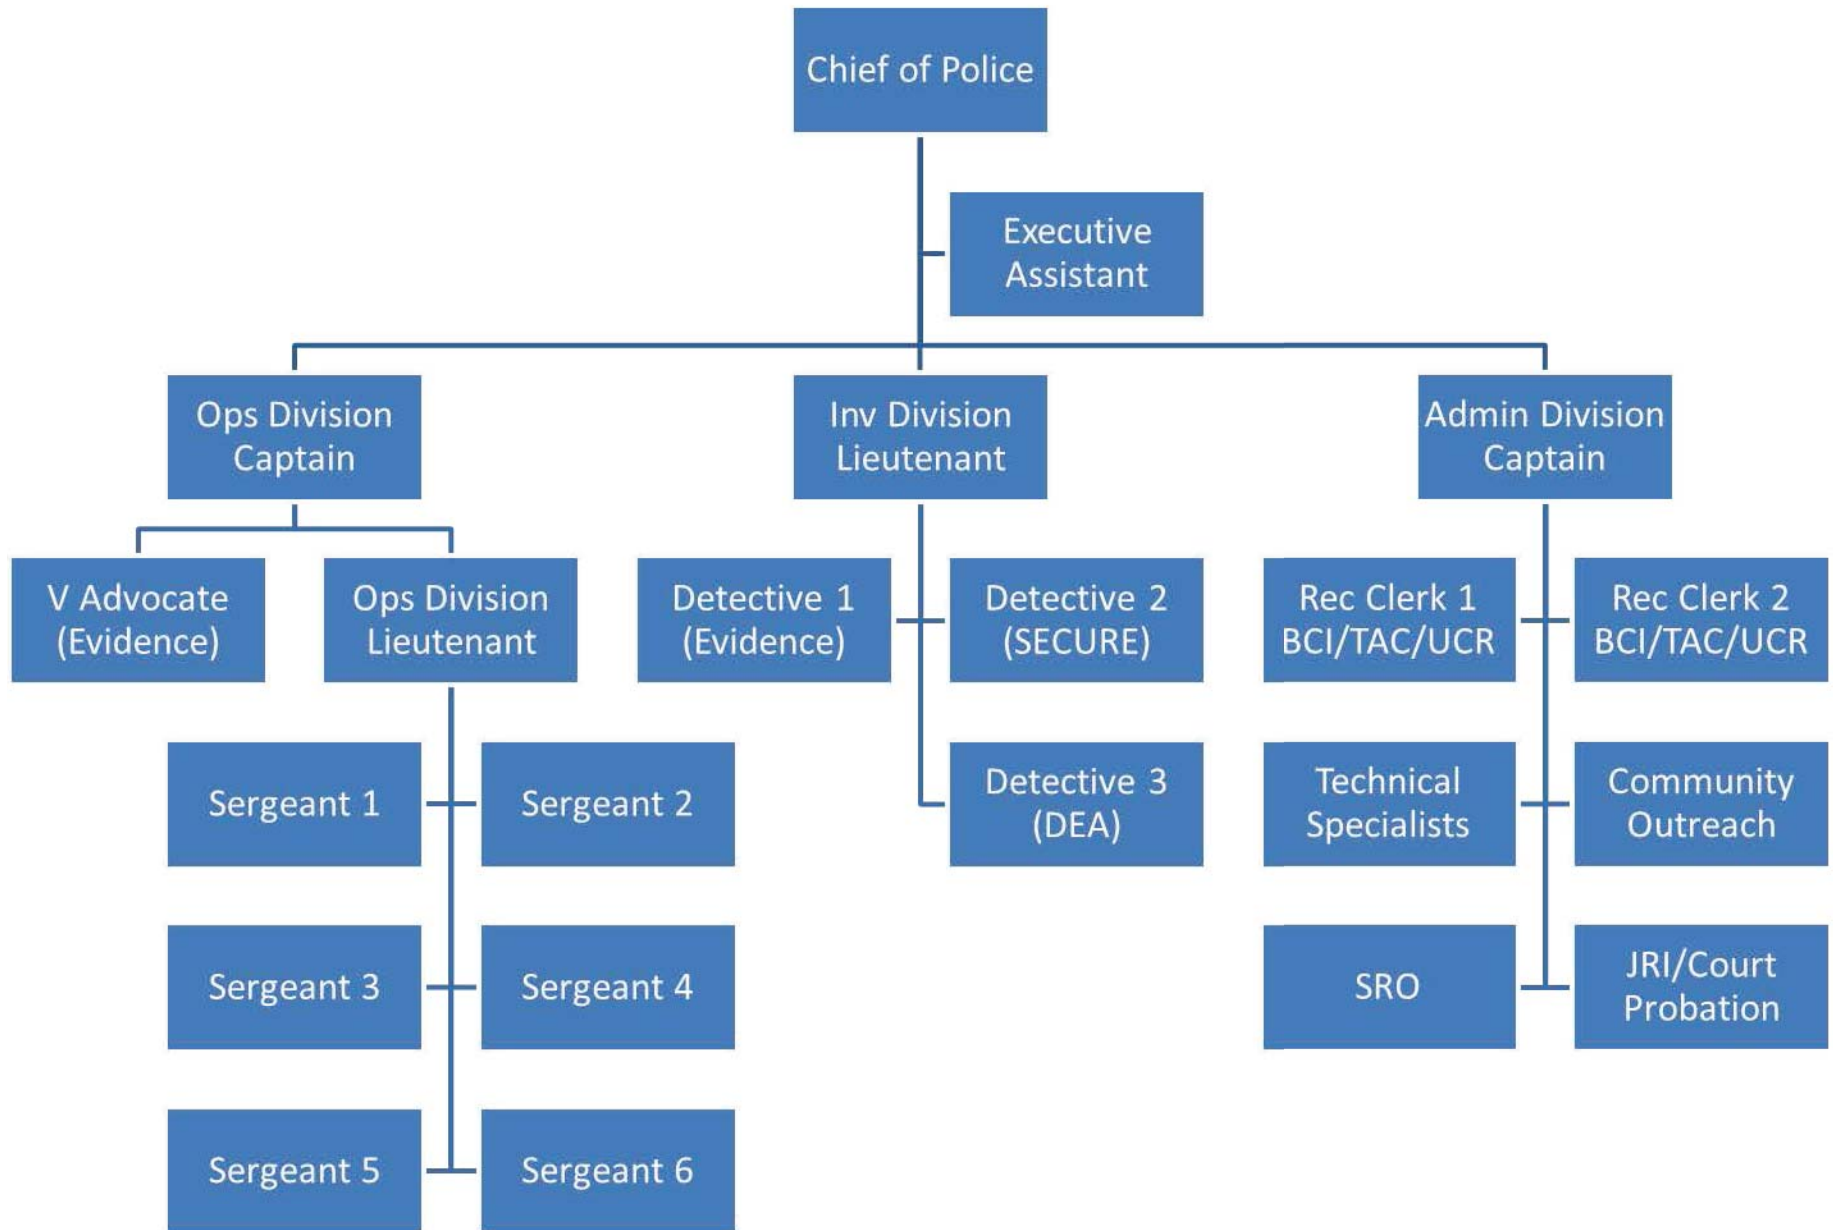 Chief of Police
Executive
Assistant
Ops Division
Captain
Inv Division
Lieutenant
Admin Division
Captain
V Advocate
(Evidence)
Ops Division
Lieutenant
Detective 1
(Evidence)
Detective 2
(SECURE)
Rec Clerk 1
BCI/TAC/UCR
Rec Clerk 2
BCI/TAC/UCR
Sergeant 1
Sergeant 2
Detective 3
(DEA)
Technical
Specialists
Community
Outreach
Sergeant 3
Sergeant 4
SRO
JRI/Court
Probation
Sergeant 5
Sergeant 6